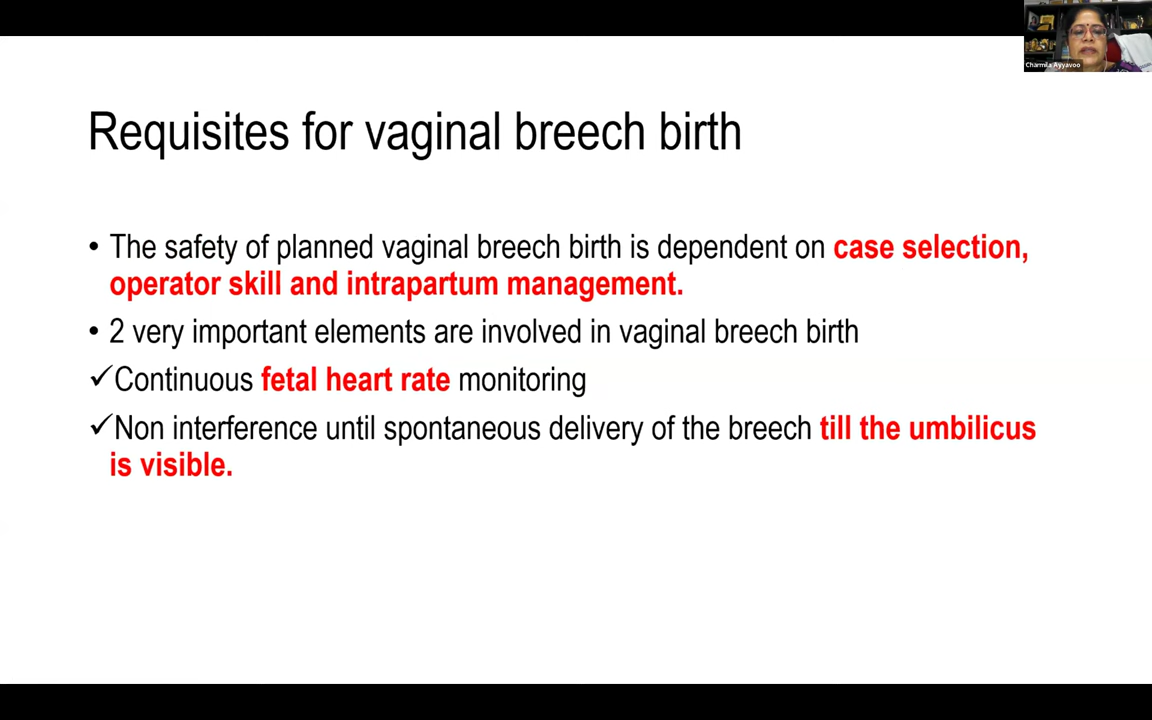 Charmila Ayyavoo
Requisites for vaginal breech birth
• The safety of planned vaginal breech birth is dependent on case selection,
operator skill and intrapartum management.
• 2 very important elements are involved in vaginal breech birth
✓Continuous fetal heart rate monitoring
✓Non interference until spontaneous delivery of the breech till the umbilicus
is visible.